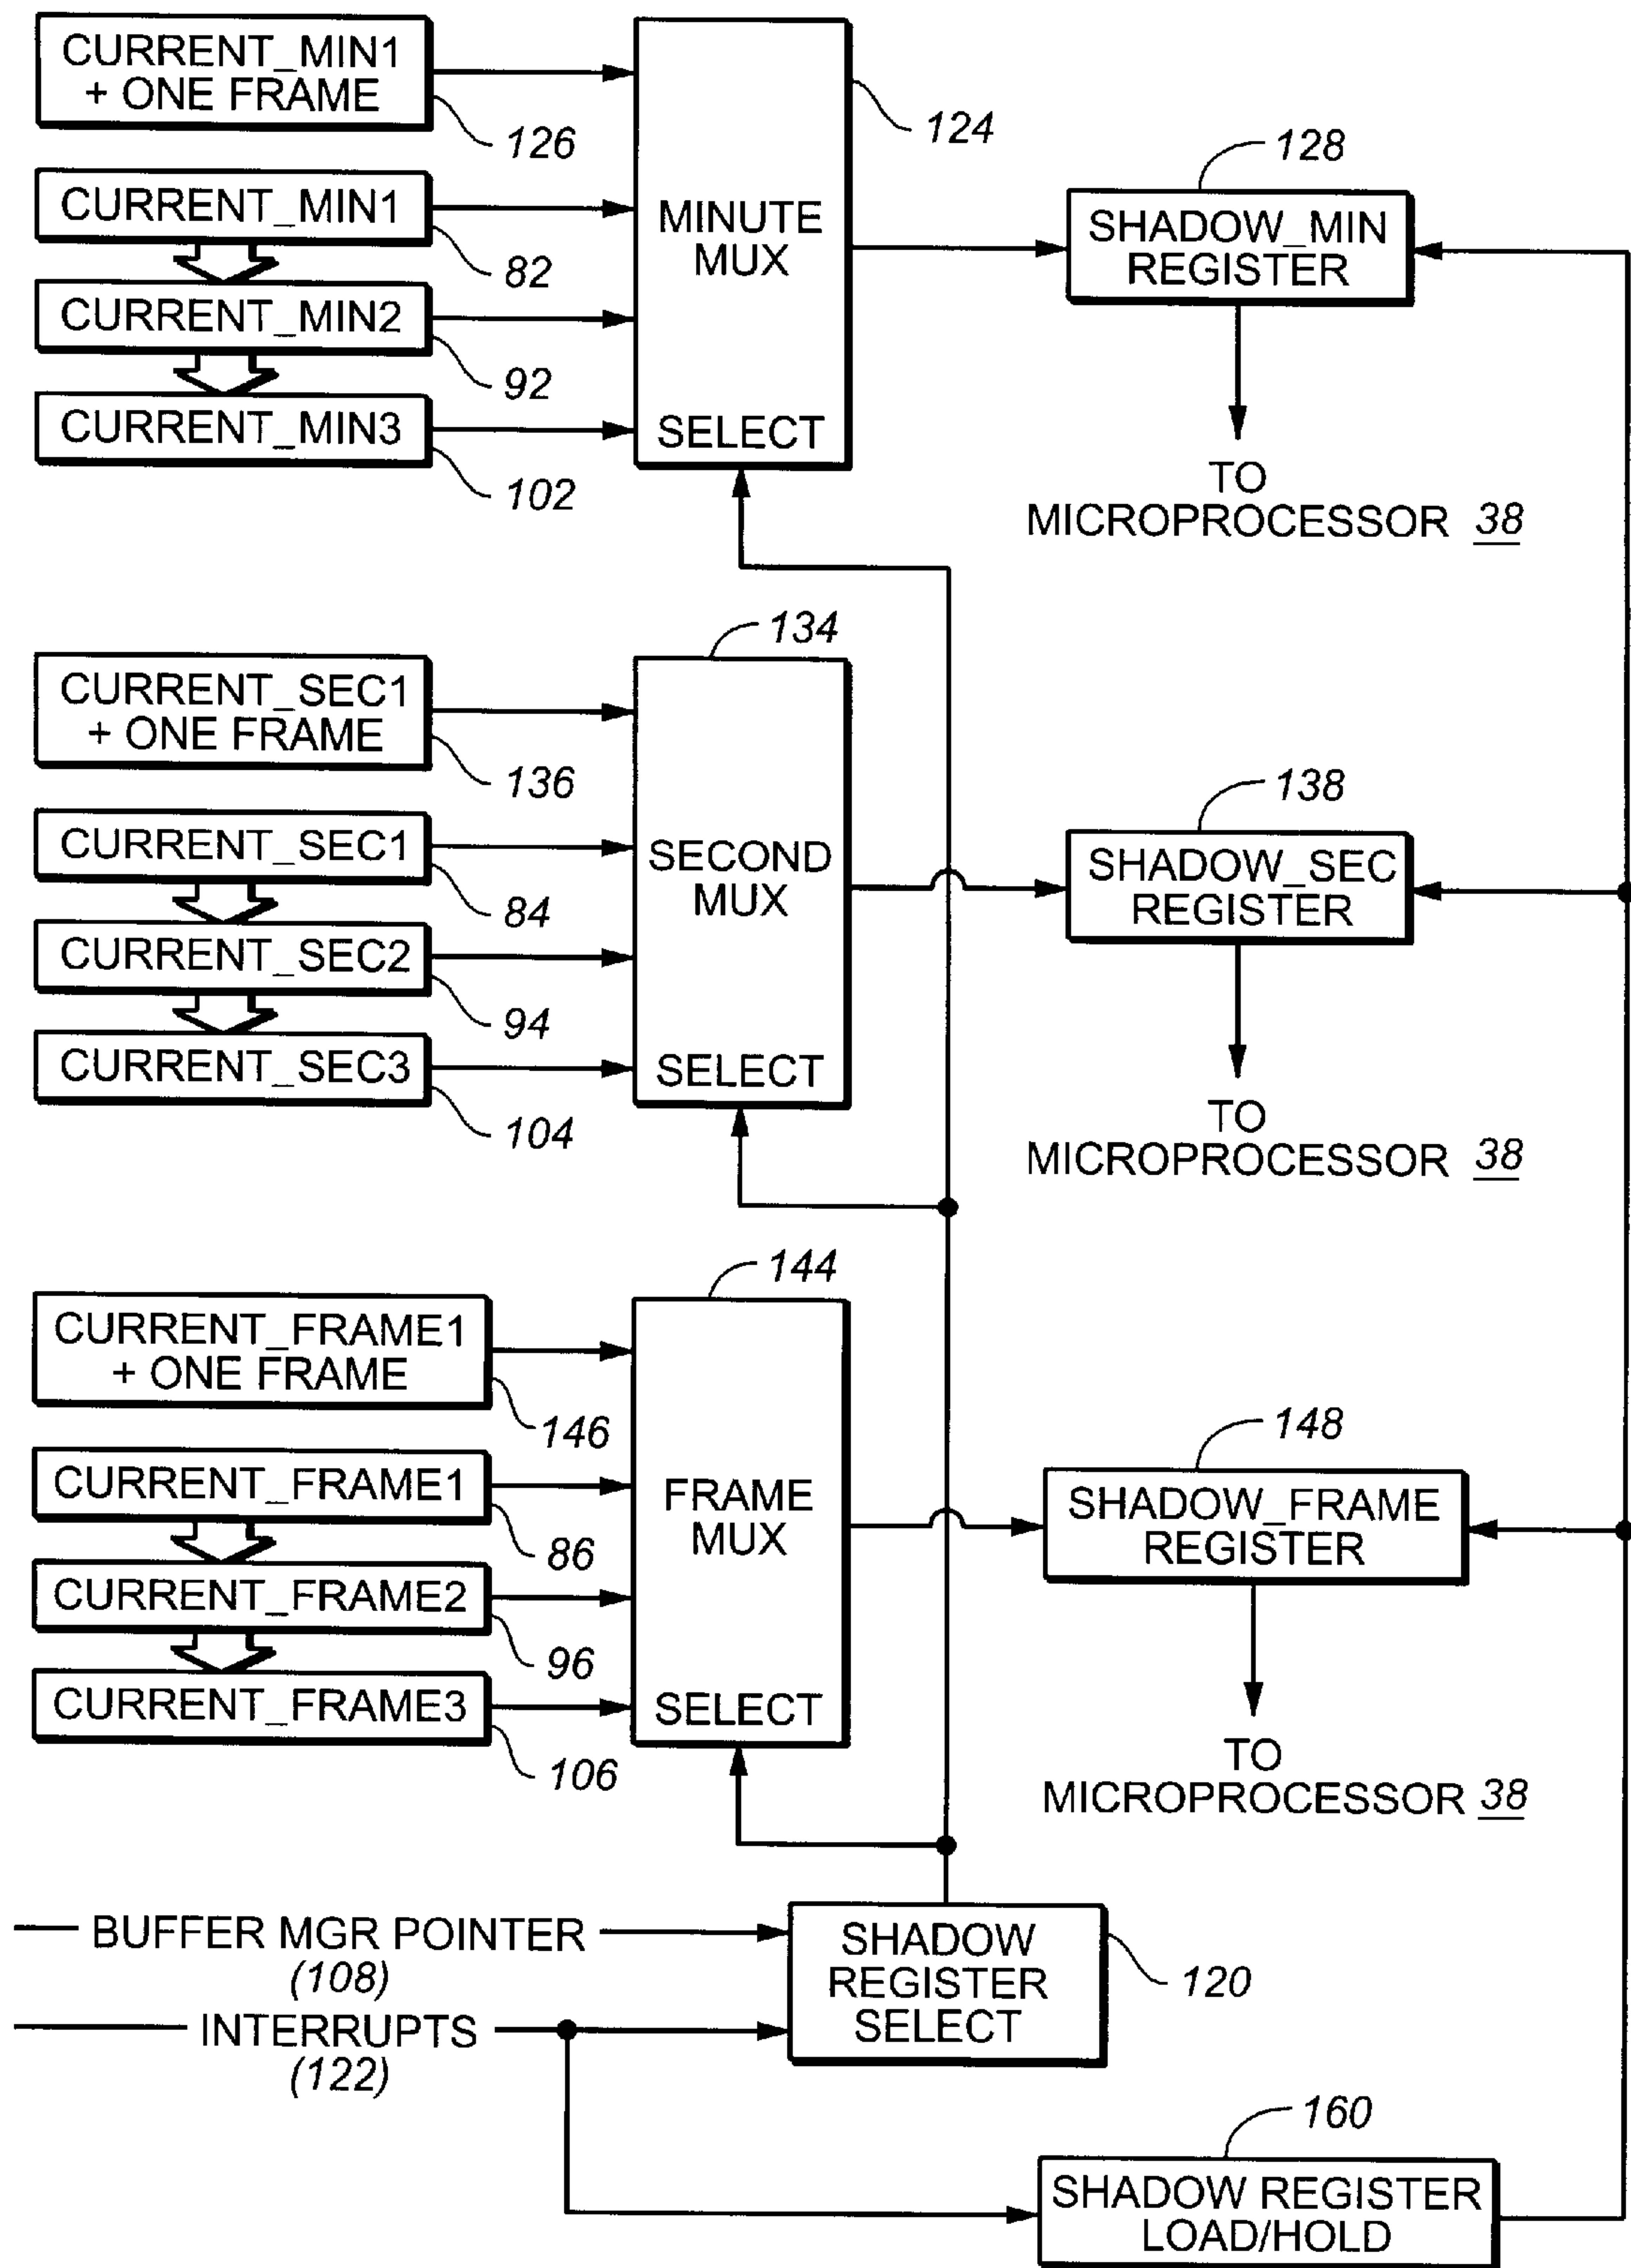 CURRENT_MIN1
+ ONE FRAME
126
CURRENT_MIN1
82
CURRENT_MIN2
92
CURRENT_MIN3
102
MINUTE
MUX
SELECT
124
128
SHADOW_MIN
REGISTER
TO
MICROPROCESSOR 38
CURRENT_SEC1
+ ONE FRAME
136
CURRENT_SEC1
84
CURRENT_SEC2
94
CURRENT_SEC3
104
134
SECOND
MUX
SELECT
138
SHADOW_SEC
REGISTER
TO
MICROPROCESSOR 38
CURRENT_FRAME1
+ ONE FRAME
146
CURRENT_FRAME1
86
CURRENT_FRAME2
96
CURRENT_FRAME3
106
144
FRAME
MUX
SELECT
148
SHADOW_FRAME
REGISTER
TO
MICROPROCESSOR 38
BUFFER MGR POINTER
(108)
INTERRUPTS
(122)
SHADOW
REGISTER
SELECT
120
160
SHADOW REGISTER
LOAD/HOLD